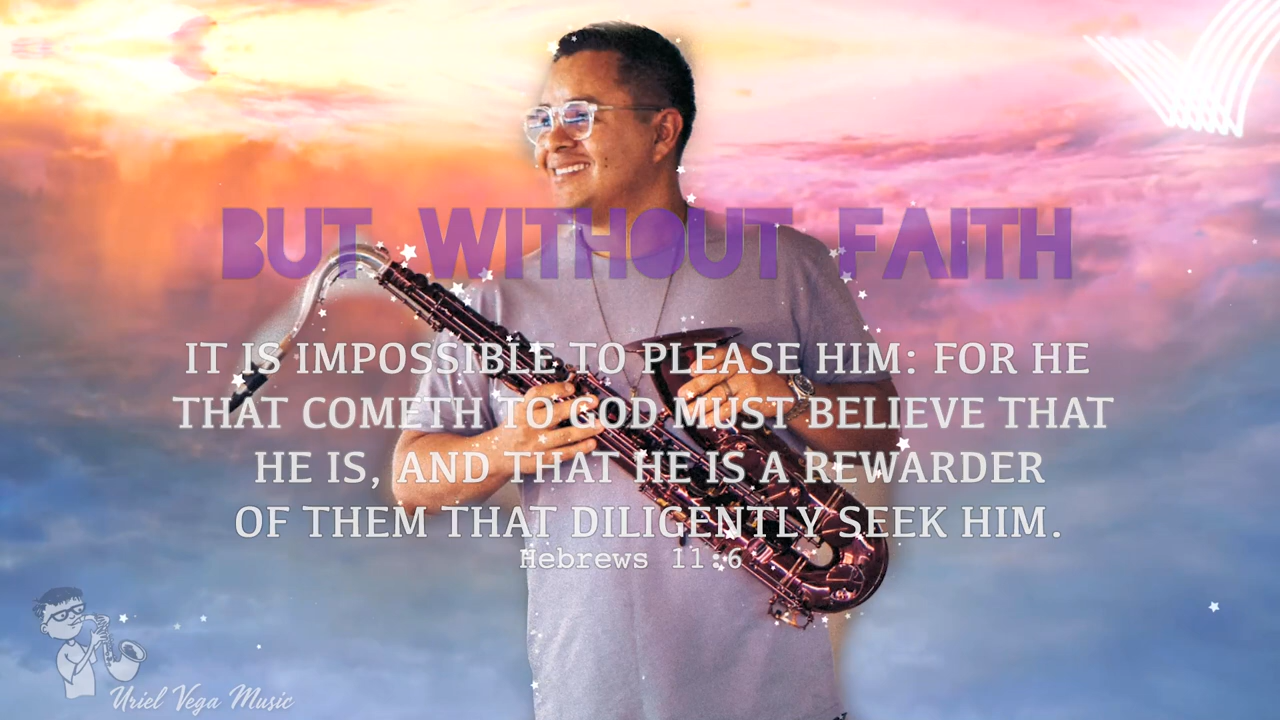 BUT WITHOUT FAITH
IT IS IMPOSSIBLE TO PLEASE HIM: FOR HE
THAT COMETH TO GOD MUST BELIEVE THAT
HE IS, AND THAT HE IS A REWARDER
OF THEM THAT DILIGENTLY SEEK HIM.
Hebrews 11:6
Uriel Vega Music